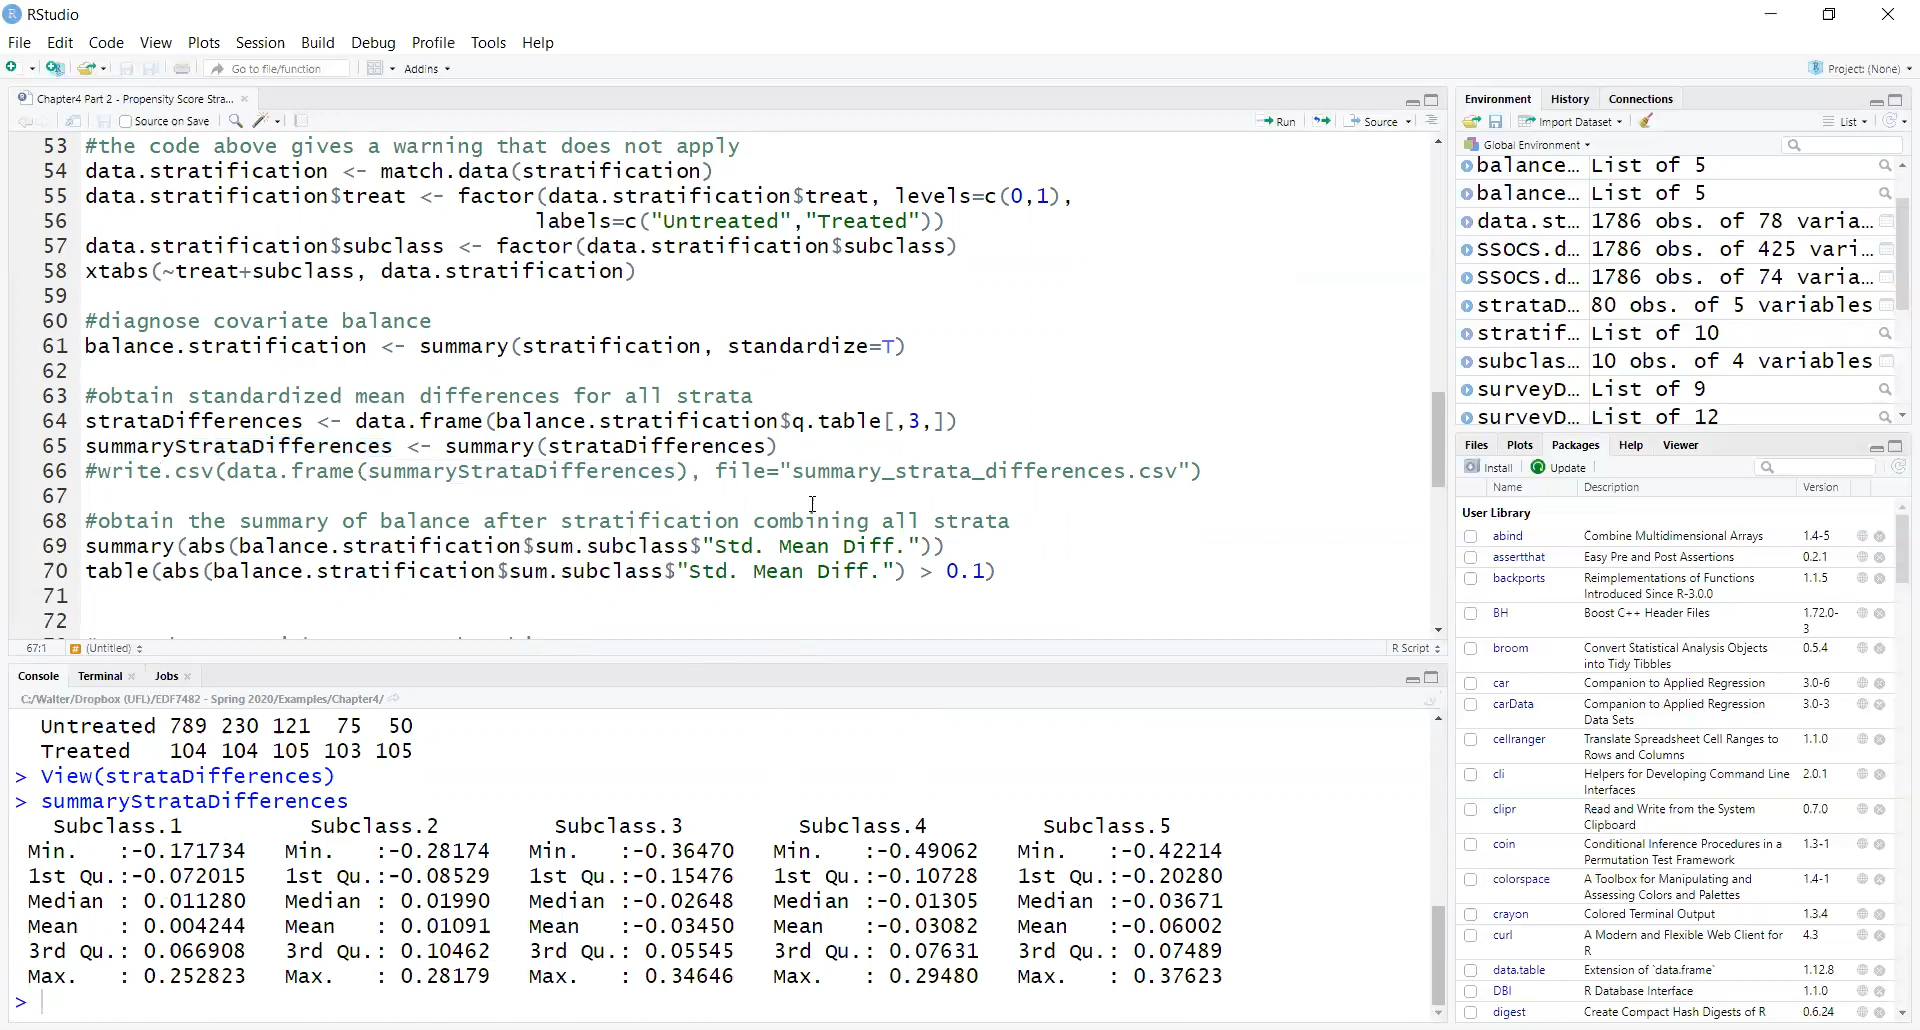 RStudio
File Edit Code View Plots Session Build Debug Profile Tools Help
Go to file/function Addins Project: (None)
Chapter4 Part 2 - Propensity Score Stra...
Source on Save Run Source
53 #the code above gives a warning that does not apply
54 data.stratification <- match.data(stratification)
55 data.stratification$treat <- factor(data.stratification$treat, levels=c(0,1),
56 labels=c("Untreated","Treated"))
57 data.stratification$subclass <- factor(data.stratification$subclass)
58 xtabs(~treat+subclass, data.stratification)
59
60 #diagnose covariate balance
61 balance.stratification <- summary(stratification, standardize=T)
62
63 #obtain standardized mean differences for all strata
64 strataDifferences <- data.frame(balance.stratification$q.table[,3,])
65 summaryStrataDifferences <- summary(strataDifferences)
66 #write.csv(data.frame(summaryStrataDifferences), file="summary_strata_differences.csv")
67
68 #obtain the summary of balance after stratification combining all strata
69 summary(abs(balance.stratification$sum.subclass$"Std. Mean Diff."))
70 table(abs(balance.stratification$sum.subclass$"Std. Mean Diff.") > 0.1)
71
72
67:1 (Untitled) R Script
Console Terminal Jobs
C:/Walter/Dropbox (UFL)/EDF7482 - Spring 2020/Examples/Chapter4/
Untreated 789 230 121 75 50
Treated 104 104 105 103 105
> View(strataDifferences)
> summaryStrataDifferences
Subclass.1 Subclass.2 Subclass.3 Subclass.4 Subclass.5
Min. :-0.171734 Min. :-0.28174 Min. :-0.36470 Min. :-0.49062 Min. :-0.42214
1st Qu.:-0.072015 1st Qu.:-0.08529 1st Qu.:-0.15476 1st Qu.:-0.10728 1st Qu.:-0.20280
Median : 0.011280 Median : 0.01990 Median :-0.02648 Median :-0.01305 Median :-0.03671
Mean : 0.004244 Mean : 0.01091 Mean :-0.03450 Mean :-0.03082 Mean :-0.06002
3rd Qu.: 0.066908 3rd Qu.: 0.10462 3rd Qu.: 0.05545 3rd Qu.: 0.07631 3rd Qu.: 0.07489
Max. : 0.252823 Max. : 0.28179 Max. : 0.34646 Max. : 0.29480 Max. : 0.37623
>
Environment History Connections
Import Dataset List
Global Environment
balance... List of 5
balance... List of 5
data.st... 1786 obs. of 78 varia...
SSOCS.d... 1786 obs. of 425 vari...
SSOCS.d... 1786 obs. of 74 varia...
strataD... 80 obs. of 5 variables
stratif... List of 10
subclas... 10 obs. of 4 variables
surveyD... List of 9
surveyD... List of 12
Files Plots Packages Help Viewer
Install Update
Name Description Version
User Library
abind Combine Multidimensional Arrays 1.4-5
assertthat Easy Pre and Post Assertions 0.2.1
backports Reimplementations of Functions 1.1.5
Introduced Since R-3.0.0
BH Boost C++ Header Files 1.72.0-
3
broom Convert Statistical Analysis Objects 0.5.4
into Tidy Tibbles
car Companion to Applied Regression 3.0-6
carData Companion to Applied Regression 3.0-3
Data Sets
cellranger Translate Spreadsheet Cell Ranges to 1.1.0
Rows and Columns
cli Helpers for Developing Command Line 2.0.1
Interfaces
clipr Read and Write from the System 0.7.0
Clipboard
coin Conditional Inference Procedures in a 1.3-1
Permutation Test Framework
colorspace A Toolbox for Manipulating and 1.4-1
Assessing Colors and Palettes
crayon Colored Terminal Output 1.3.4
curl A Modern and Flexible Web Client for 4.3
R
data.table Extension of `data.frame` 1.12.8
DBI R Database Interface 1.1.0
digest Create Compact Hash Digests of R 0.6.24